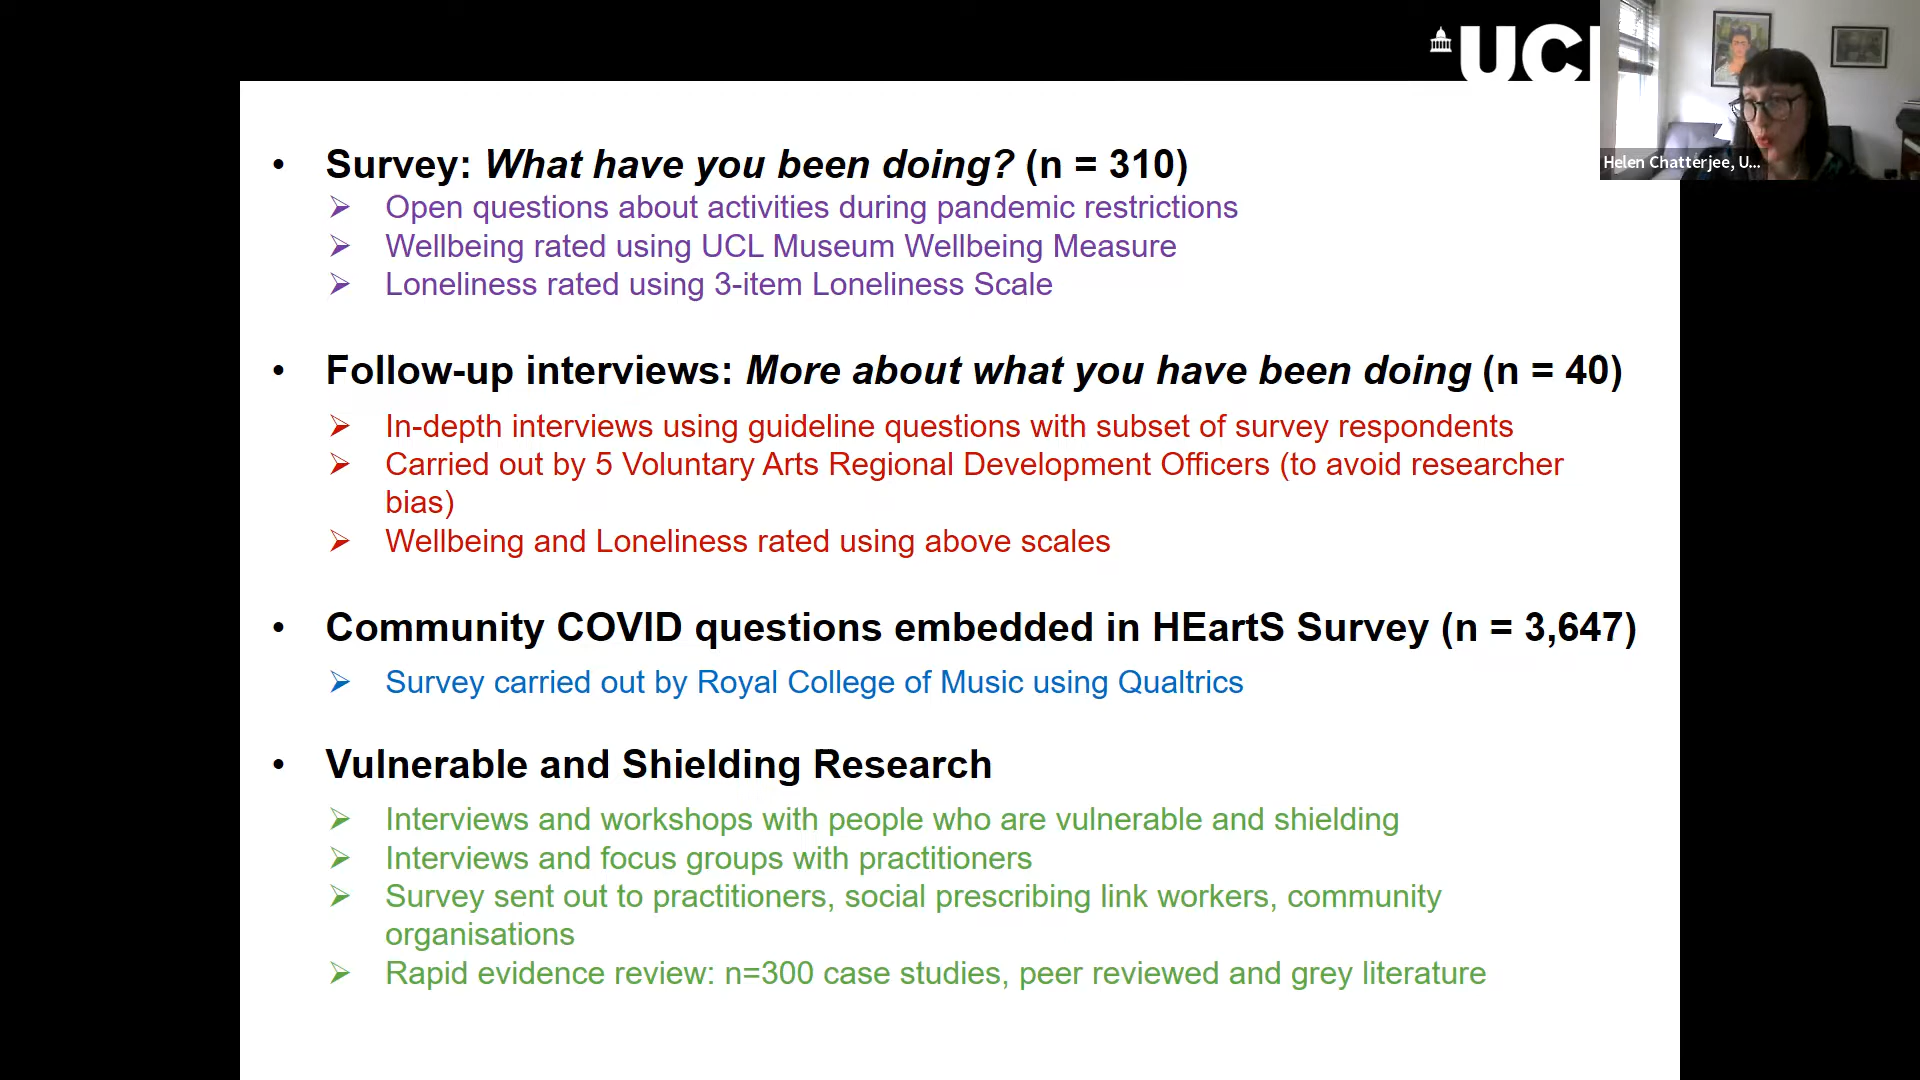 UCL
Helen Chatterjee, U...
• Survey: What have you been doing? (n = 310)
➢ Open questions about activities during pandemic restrictions
➢ Wellbeing rated using UCL Museum Wellbeing Measure
➢ Loneliness rated using 3-item Loneliness Scale
• Follow-up interviews: More about what you have been doing (n = 40)
➢ In-depth interviews using guideline questions with subset of survey respondents
➢ Carried out by 5 Voluntary Arts Regional Development Officers (to avoid researcher
bias)
➢ Wellbeing and Loneliness rated using above scales
• Community COVID questions embedded in HEartS Survey (n = 3,647)
➢ Survey carried out by Royal College of Music using Qualtrics
• Vulnerable and Shielding Research
➢ Interviews and workshops with people who are vulnerable and shielding
➢ Interviews and focus groups with practitioners
➢ Survey sent out to practitioners, social prescribing link workers, community
organisations
➢ Rapid evidence review: n=300 case studies, peer reviewed and grey literature